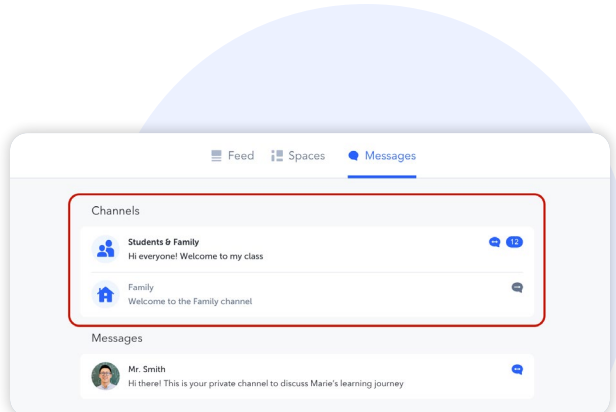 Feed Spaces Messages
Channels
Students & Family
12
Hi everyone! Welcome to my class
Family
Welcome to the Family channel
Messages
Mr. Smith
Hi there! This is your private channel to discuss Marie's learning journey